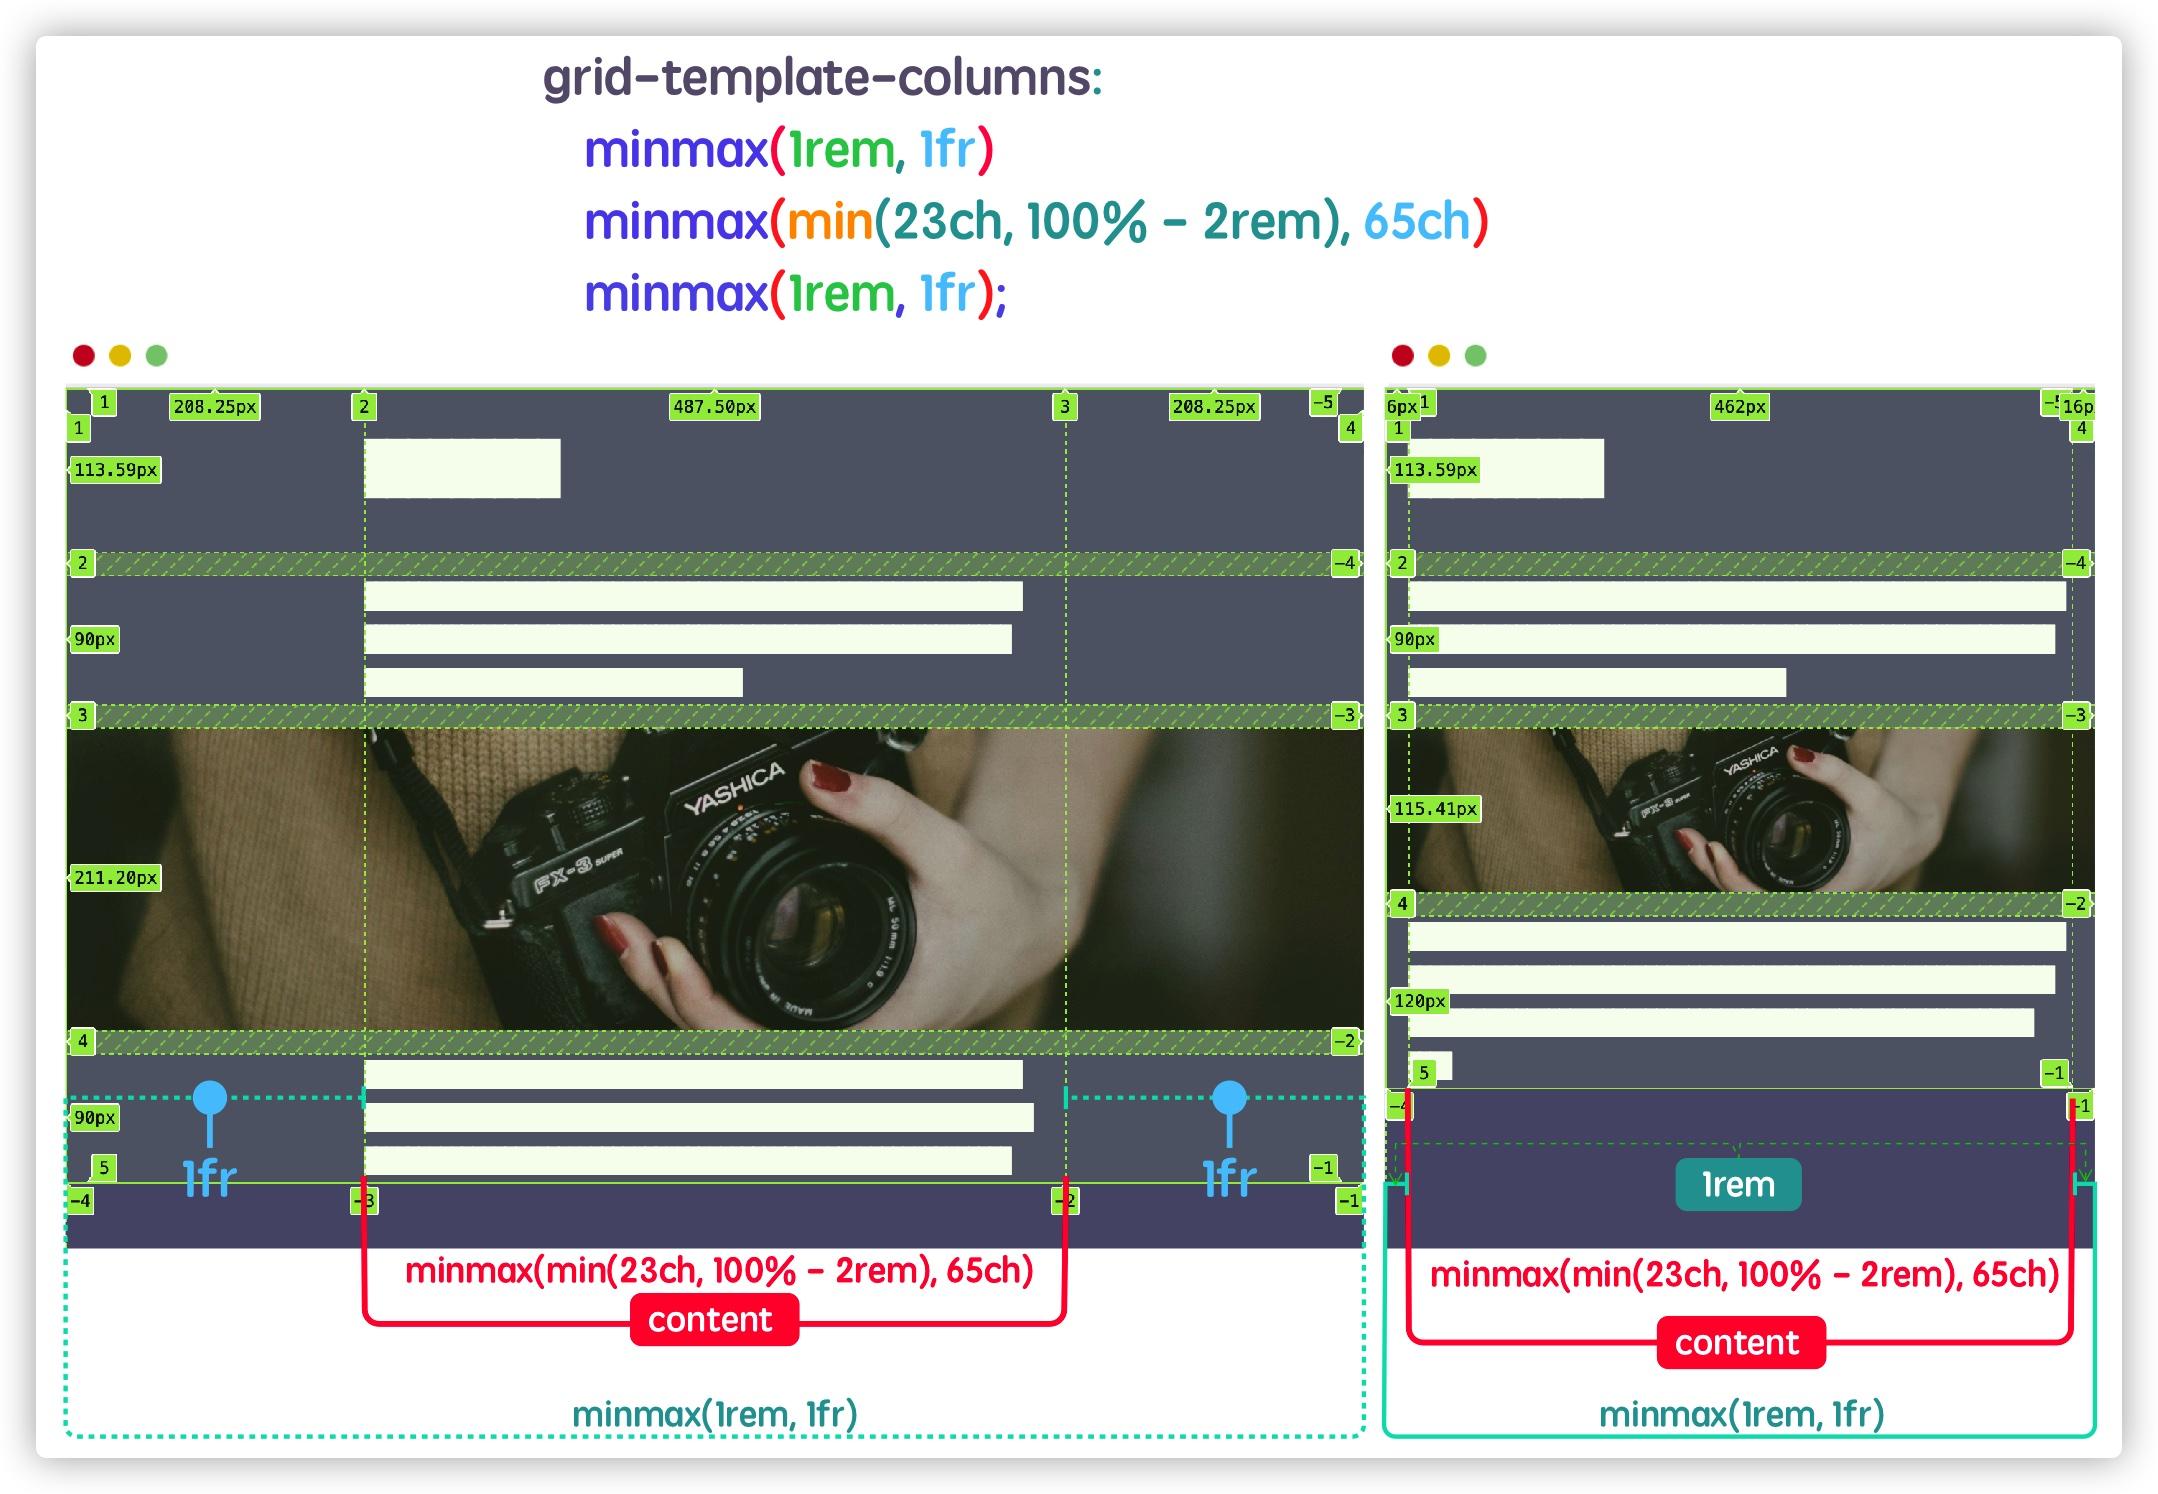 grid-template-columns:
minmax(1rem, 1fr)
minmax(min(23ch, 100% - 2rem), 65ch)
minmax(1rem, 1fr);
1
208.25px
2
487.50px
3
208.25px
-5
1
4
113.59px
2
-4
90px
3
-3
YASHICA
FX-3 SUPER
211.20px
4
-2
90px
1fr
1fr
5
-1
-4
-3
-2
-1
minmax(min(23ch, 100% - 2rem), 65ch)
content
minmax(1rem, 1fr)
6px
1
462px
-5
16p
1
4
113.59px
2
-4
90px
3
-3
YASHICA
FX-3
115.41px
4
-2
120px
5
-1
-4
-1
1rem
minmax(min(23ch, 100% - 2rem), 65ch)
content
minmax(1rem, 1fr)